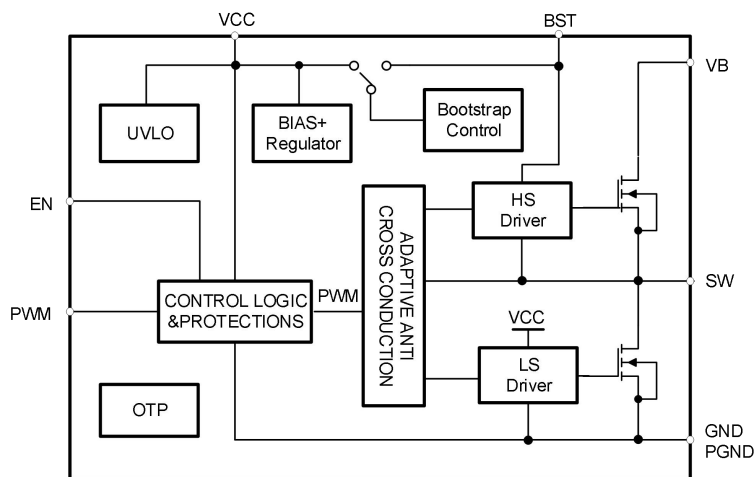 VCC
BST
VB
UVLO
BIAS+
Regulator
Bootstrap
Control
EN
HS
Driver
ADAPTIVE ANTI
CROSS CONDUCTION
SW
CONTROL LOGIC
&PROTECTIONS
PWM
PWM
VCC
LS
Driver
OTP
GND
PGND